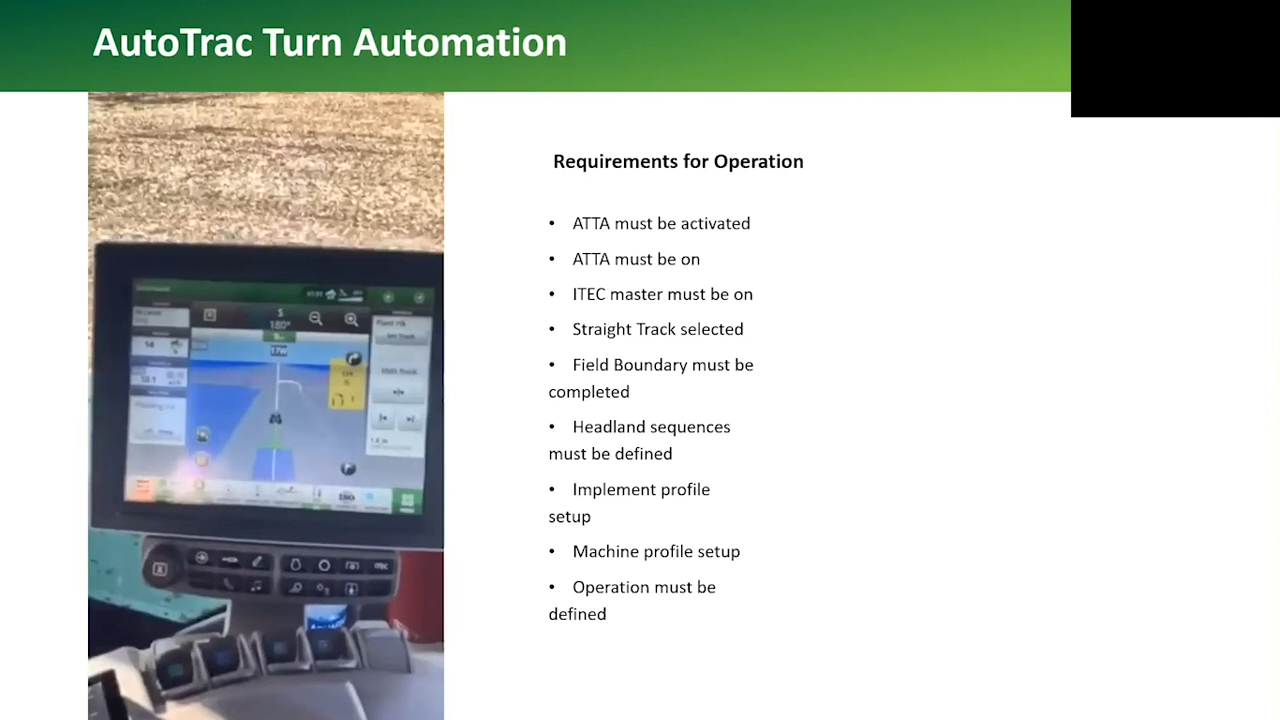 AutoTrac Turn Automation
Requirements for Operation
• ATTA must be activated
• ATTA must be on
• ITEC master must be on
• Straight Track selected
• Field Boundary must be
completed
• Headland sequences
must be defined
• Implement profile
setup
• Machine profile setup
• Operation must be
defined
S
180°
ISO